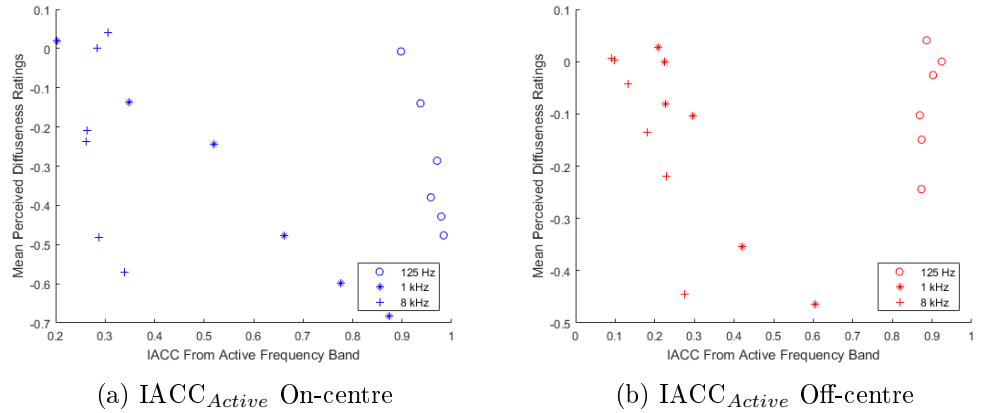 0.1
0
-0.1
-0.2
-0.3
-0.4
-0.5
-0.6
-0.7
Mean Perceived Diffuseness Ratings
125 Hz
1 kHz
8 kHz
0.2 0.3 0.4 0.5 0.6 0.7 0.8 0.9 1
IACC From Active Frequency Band
(a) IACC_Active On-centre
0.1
0
-0.1
-0.2
-0.3
-0.4
-0.5
Mean Perceived Diffuseness Ratings
125 Hz
1 kHz
8 kHz
0 0.1 0.2 0.3 0.4 0.5 0.6 0.7 0.8 0.9 1
IACC From Active Frequency Band
(b) IACC_Active Off-centre